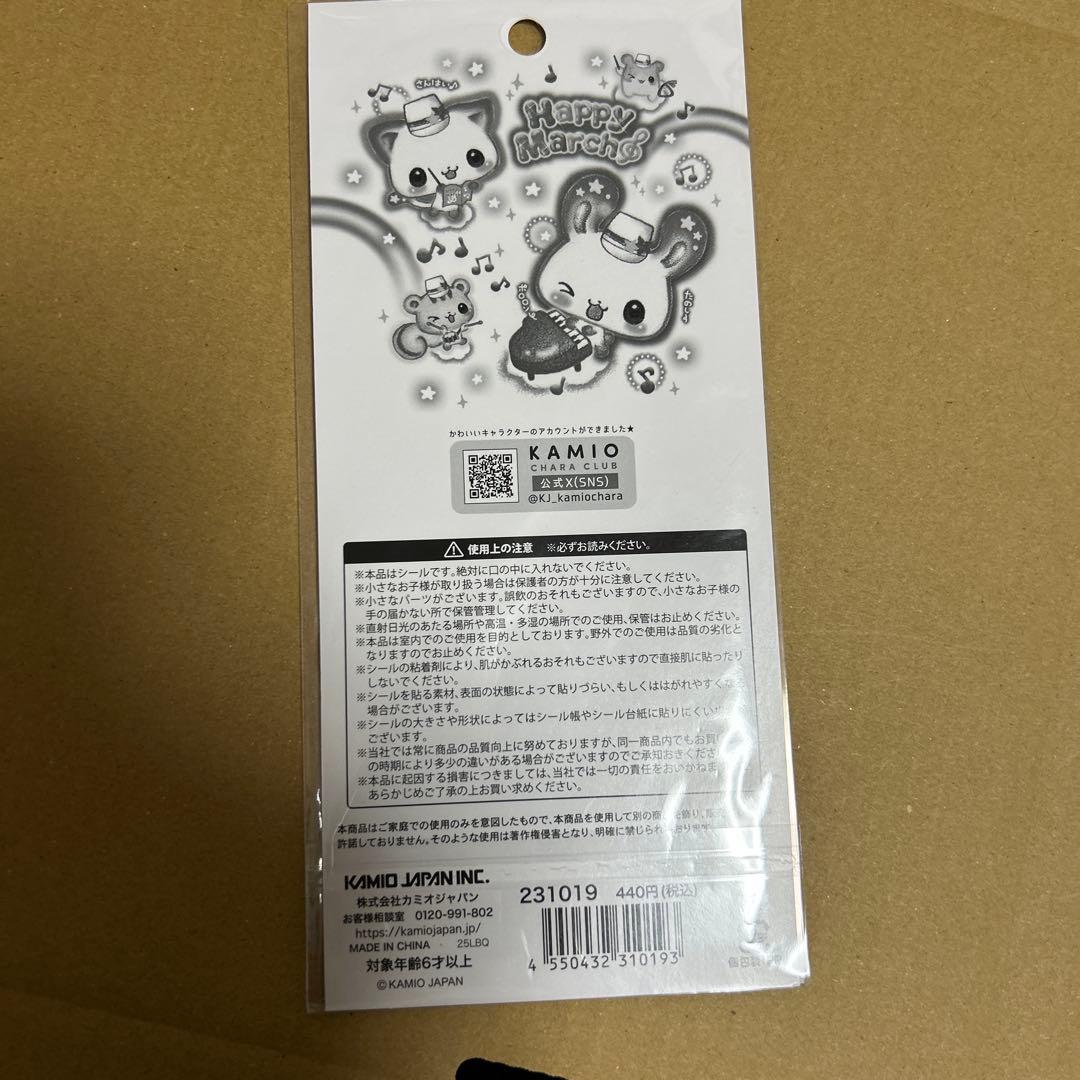 さんはい♪
Happy
March♪
ポロロン
たのしぃ
かわいいキャラクターのアカウントができました★
KAMIO
CHARA CLUB
公式X(SNS)
@KJ_kamiochara
使用上の注意 ※必ずお読みください。
※本品はシールです。絶対に口の中に入れないでください。
※小さなお子様が取り扱う場合は保護者の方が十分に注意してください。
※小さなパーツがございます。誤飲のおそれもございますので、小さなお子様の
手の届かない所で保管管理してください。
※直射日光のあたる場所や高温・多湿の場所でのご使用、保管はお止めください。
※本品は室内でのご使用を目的としております。野外でのご使用は品質の劣化と
なりますのでお止めください。
※シールの粘着剤により、肌がかぶれるおそれもございますので直接肌に貼ったり
しないでください。
※シールを貼る素材、表面の状態によって貼りづらい、もしくははがれやすくなる
場合がございます。
※シールの大きさや形状によってはシール帳やシール台紙に貼りにくい
ございます。
※当社では常に商品の品質向上に努めておりますが、同一商品内でもお買
の時期により多少の違いがある場合がございますのでご承知おきくださ
※本品に起因する損害につきましては、当社では一切の責任をおいかねま
あらかじめご了承の上お買い求めください。
本商品はご家庭での使用のみを意図したもので、本商品を使用して別の商
許諾しておりません。そのような使用は著作権侵害となり、明確に禁じられております
KAMIO JAPAN INC.
株式会社カミオジャパン
お客様相談室 0120-991-802
https://kamiojapan.jp/
MADE IN CHINA 25LBQ
対象年齢6才以上
©KAMIO JAPAN
231019 440円(税込)
4 550432 310193
個包装:PP